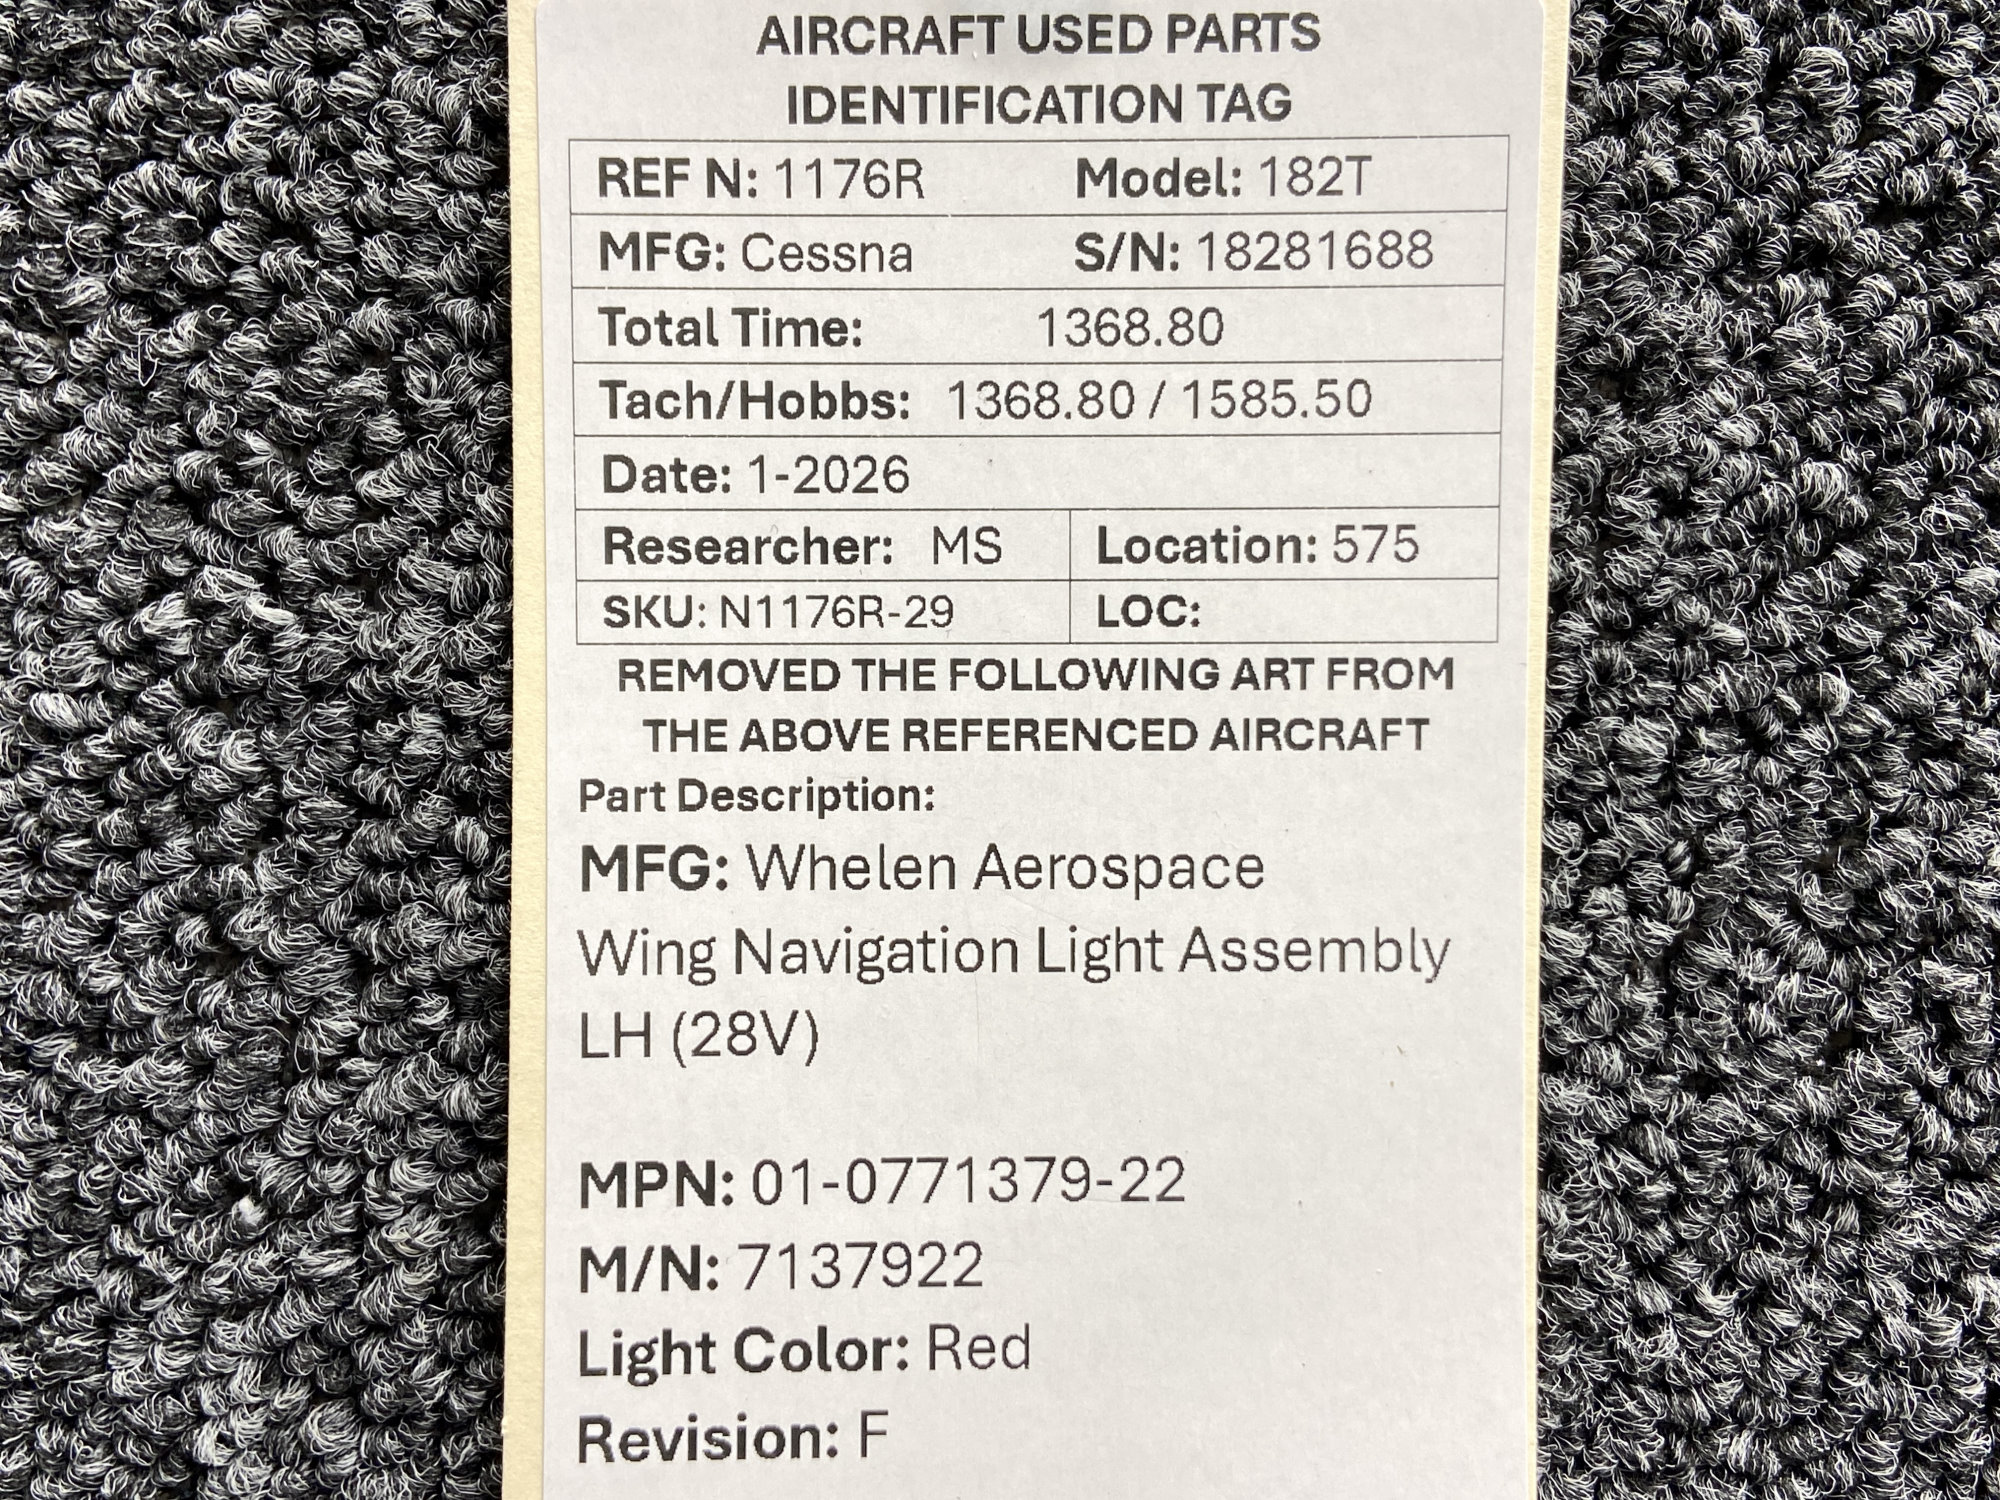 AIRCRAFT USED PARTS
IDENTIFICATION TAG
REF N: 1176R Model: 182T
MFG: Cessna S/N: 18281688
Total Time: 1368.80
Tach/Hobbs: 1368.80 / 1585.50
Date: 1-2026
Researcher: MS Location: 575
SKU: N1176R-29 LOC:
REMOVED THE FOLLOWING ART FROM
THE ABOVE REFERENCED AIRCRAFT
Part Description:
MFG: Whelen Aerospace
Wing Navigation Light Assembly
LH (28V)
MPN: 01-0771379-22
M/N: 7137922
Light Color: Red
Revision: F